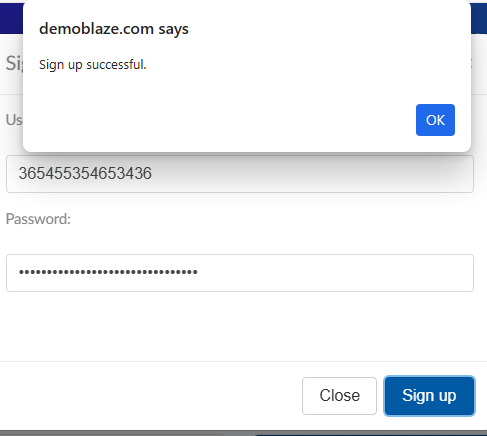 demoblaze.com says
Sign up successful.
OK
365455354653436
Password:
••••••••••••••••••••••••••••••••
Close
Sign up